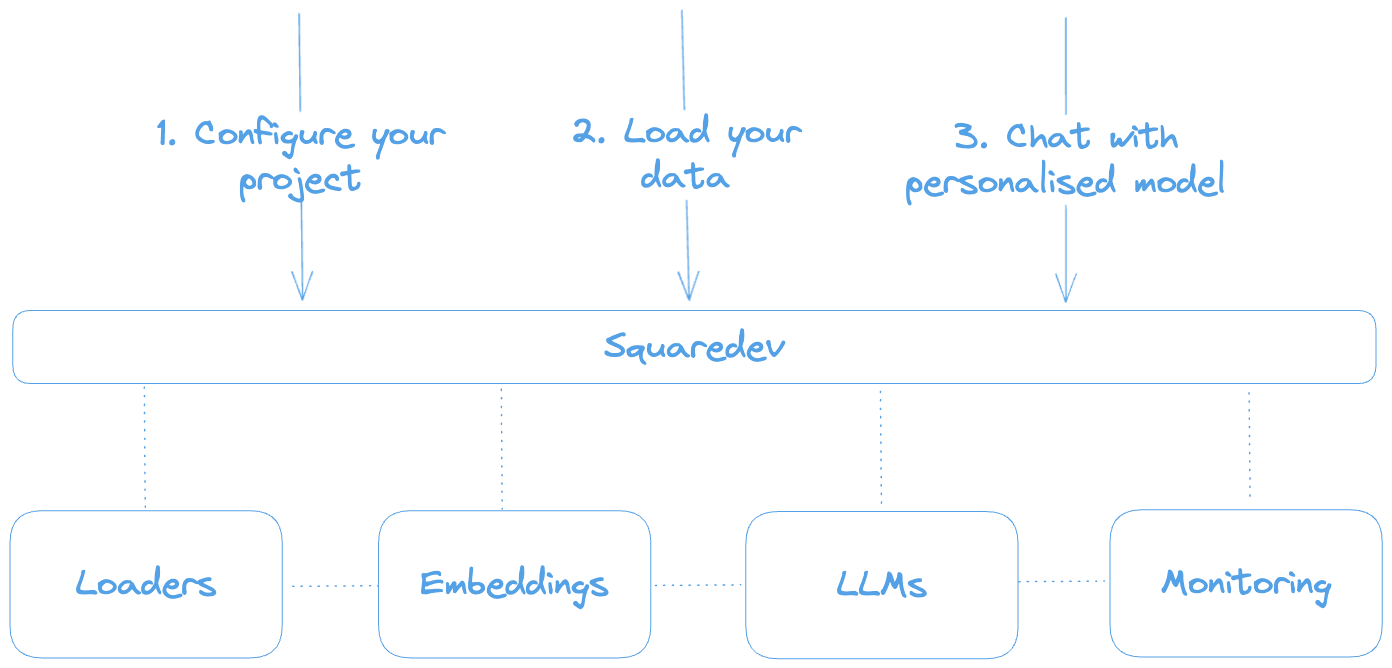 1. Configure your
project
2. Load your
data
3. Chat with
personalised model
Squaredev
Loaders
Embeddings
LLMs
Monitoring